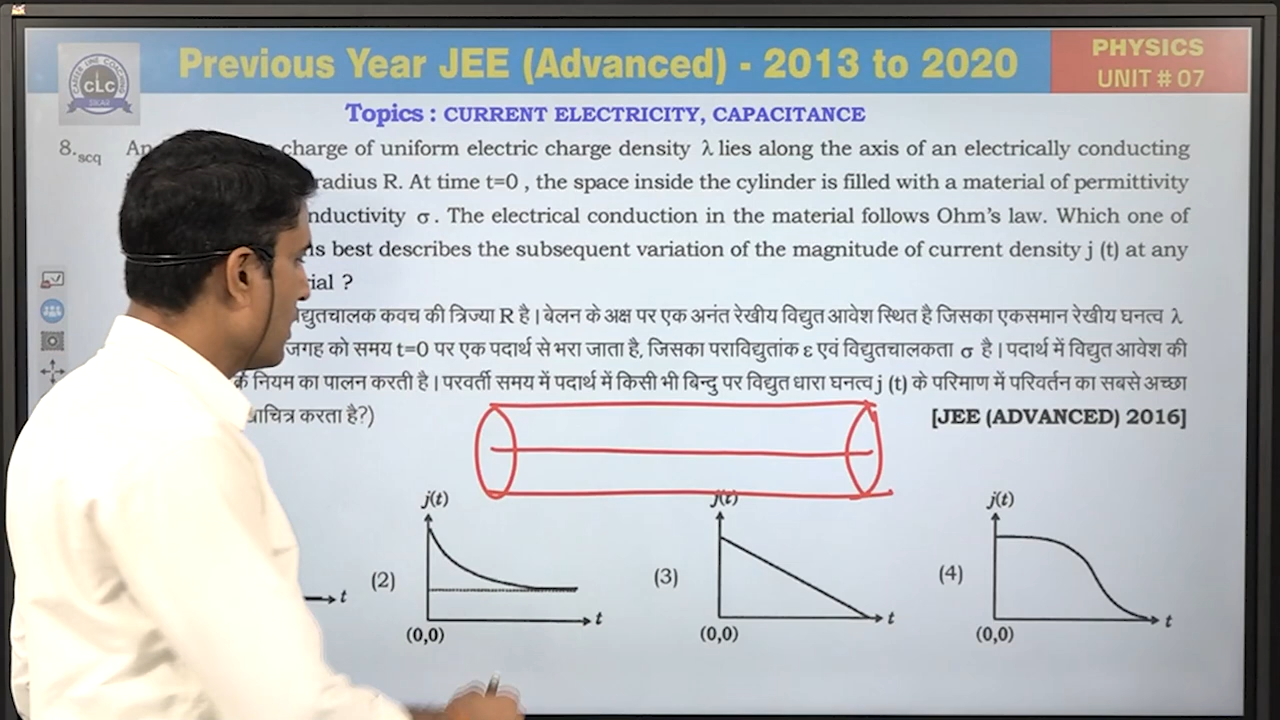 Previous Year JEE (Advanced) - 2013 to 2020
PHYSICS
UNIT # 07
CLC
SIKAR
Topics : CURRENT ELECTRICITY, CAPACITANCE
8.scq An charge of uniform electric charge density λ lies along the axis of an electrically conducting
radius R. At time t=0 , the space inside the cylinder is filled with a material of permittivity
σ . The electrical conduction in the material follows Ohm's law. Which one of
best describes the subsequent variation of the magnitude of current density j (t) at any
?
की त्रिज्या R है | बेलन के अक्ष पर एक अनंत रेखीय विद्युत आवेश स्थित है जिसका एकसमान रेखीय घनत्व λ
जगह को समय t=0 पर एक पदार्थ से भरा जाता है, जिसका पराविद्युतांक ε एवं विद्युतचालकता σ है | पदार्थ में विद्युत आवेश की
नियम का पालन करती है | परवर्ती समय में पदार्थ में किसी भी बिन्दु पर विद्युत धारा घनत्व j (t) के परिमाण में परिवर्तन का सबसे अच्छा
करता है?)
[JEE (ADVANCED) 2016]
j(t)
j(t)
j(t)
t
(2)
t
(0,0)
(3)
t
(0,0)
(4)
t
(0,0)